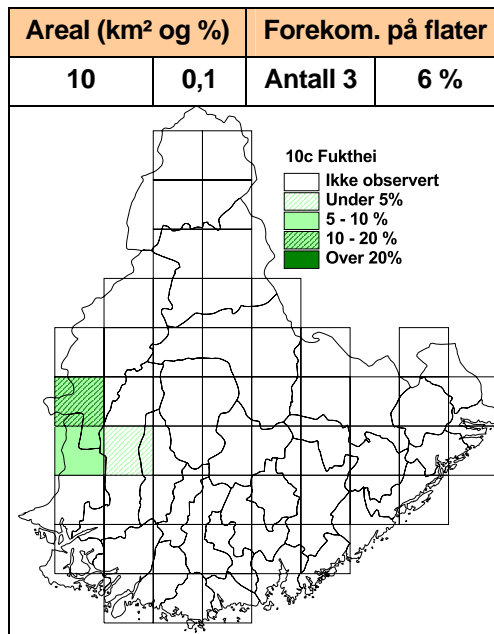 Areal (km² og %) Forekom. på flater
10 0,1 Antall 3 6 %
10c Fukthei
Ikke observert
Under 5%
5 - 10 %
10 - 20 %
Over 20%